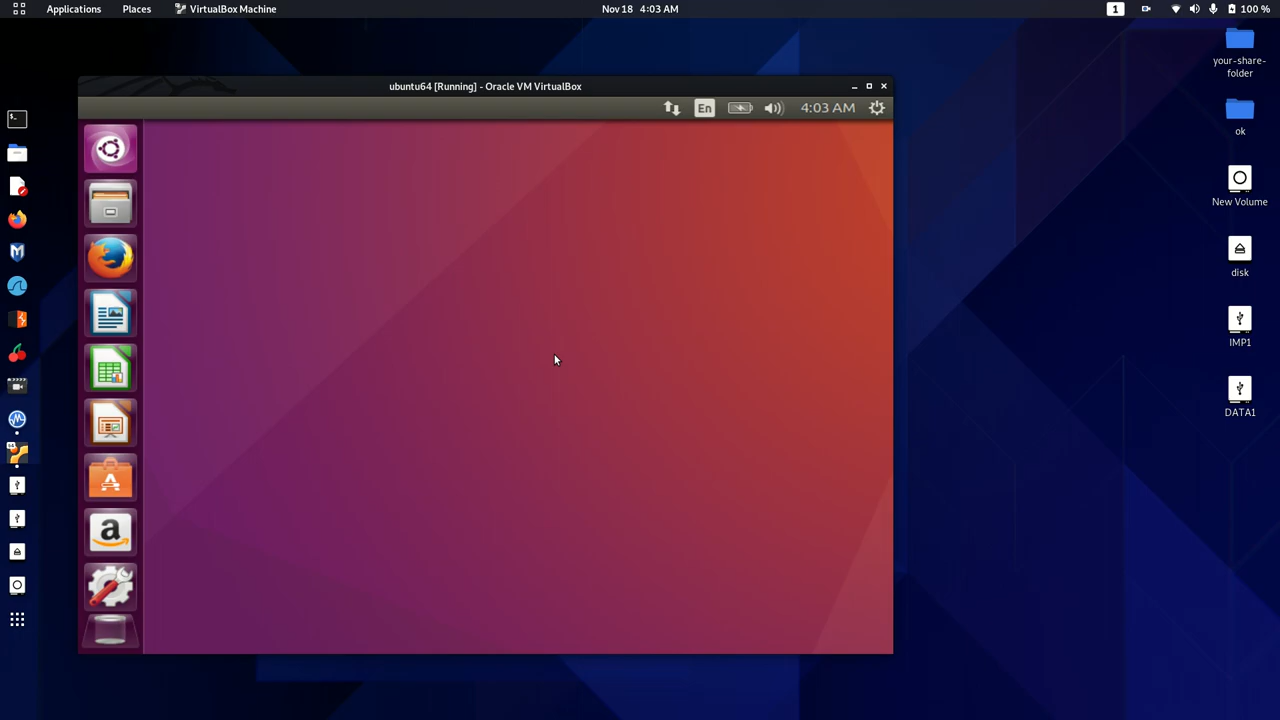 Applications Places VirtualBox Machine Nov 18 4:03 AM 1 100 %
your-share-
folder
ok
New Volume
disk
IMP1
DATA1
ubuntu64 [Running] - Oracle VM VirtualBox
En 4:03 AM
a